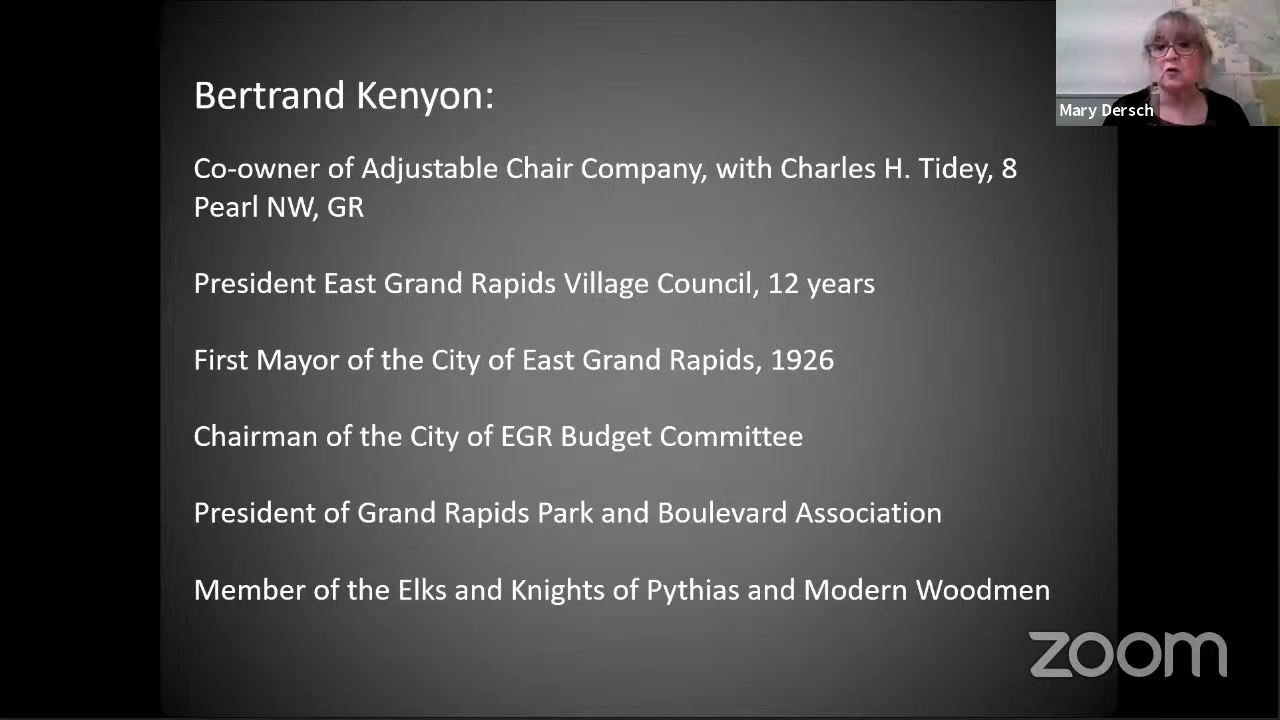 Bertrand Kenyon:
Mary Dersch
Co-owner of Adjustable Chair Company, with Charles H. Tidey, 8
Pearl NW, GR
President East Grand Rapids Village Council, 12 years
First Mayor of the City of East Grand Rapids, 1926
Chairman of the City of EGR Budget Committee
President of Grand Rapids Park and Boulevard Association
Member of the Elks and Knights of Pythias and Modern Woodmen
zoom